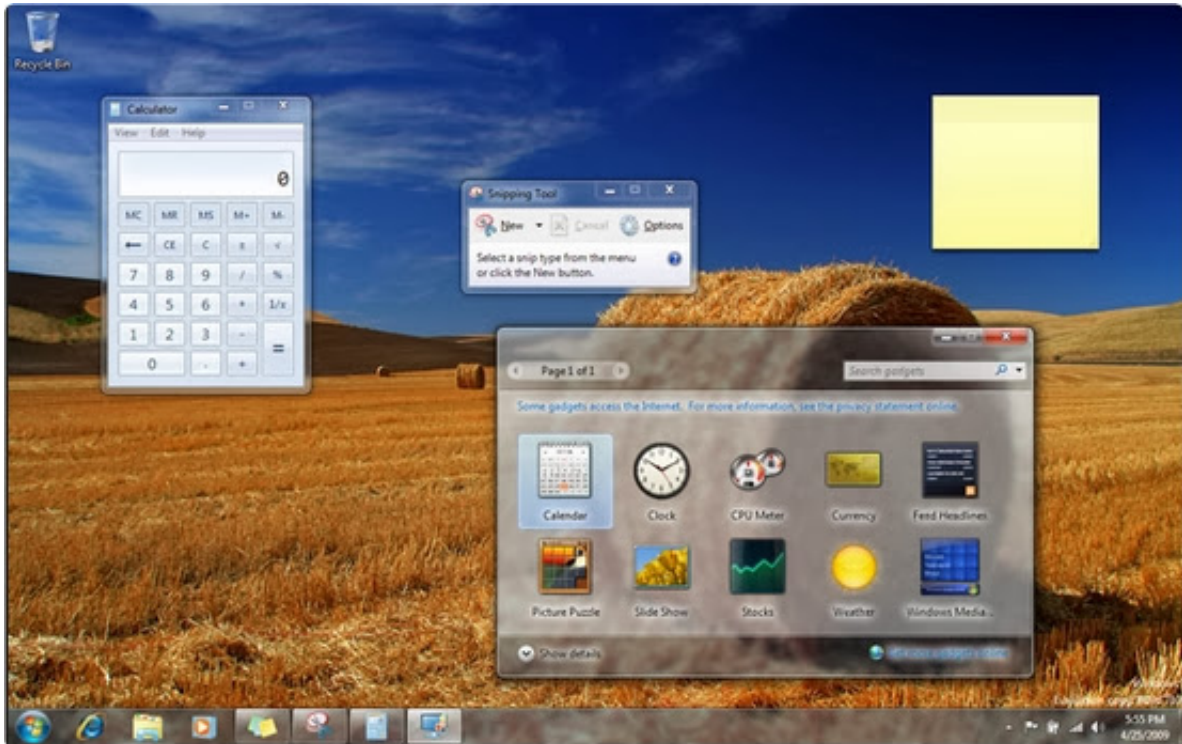 Recycle Bin
Calculator
View Edit Help
0
MC MR MS M+ M-
← CE C ± √
7 8 9 / %
4 5 6 * 1/x
1 2 3 - =
0 . +
Snipping Tool
New Cancel Options
Select a snip type from the menu
or click the New button.
Page 1 of 1
Search gadgets
Some gadgets access the Internet. For more information, see the privacy statement online.
Calendar Clock CPU Meter Currency Feed Headlines
Picture Puzzle Slide Show Stocks Weather Windows Media...
Show details
Get more gadgets online
5:55 PM
4/25/2009